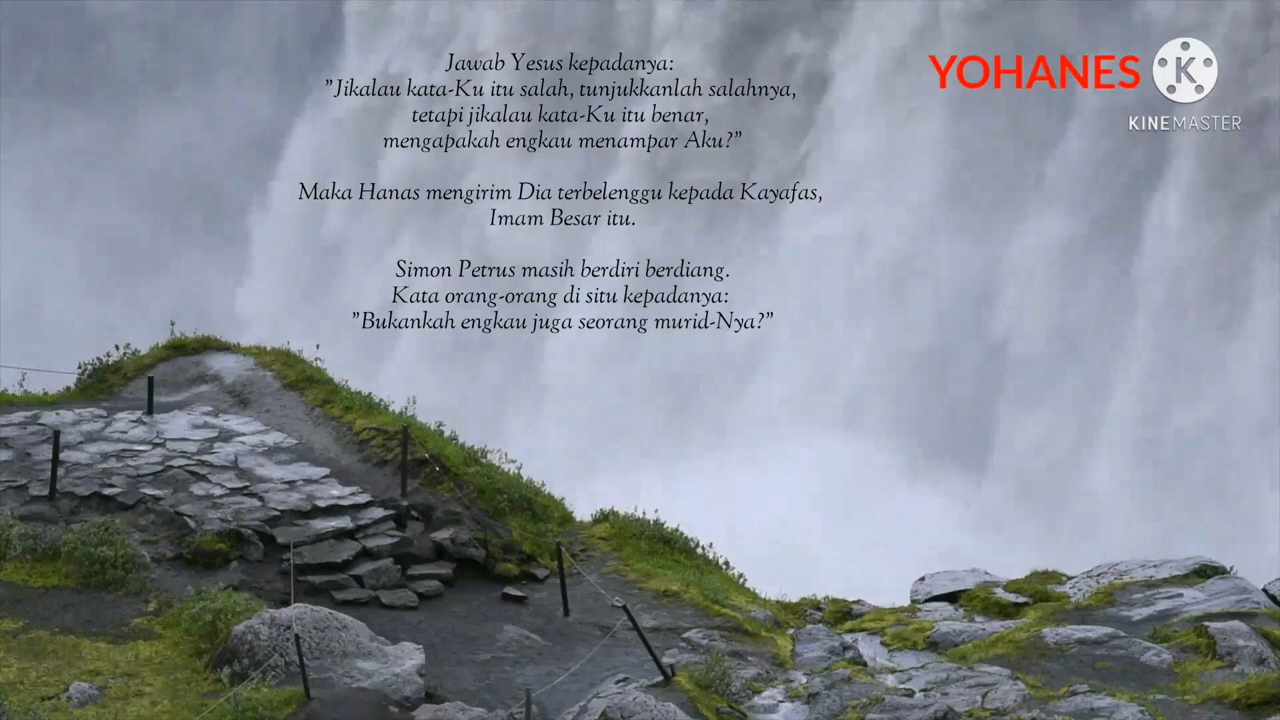 Jawab Yesus kepadanya:
"Jikalau kata-Ku itu salah, tunjukkanlah salahnya,
tetapi jikalau kata-Ku itu benar,
mengapakah engkau menampar Aku?"
Maka Hanas mengirim Dia terbelenggu kepada Kayafas,
Imam Besar itu.
Simon Petrus masih berdiri berdiang.
Kata orang-orang di situ kepadanya:
"Bukankah engkau juga seorang murid-Nya?"
YOHANES
K
KINEMASTER